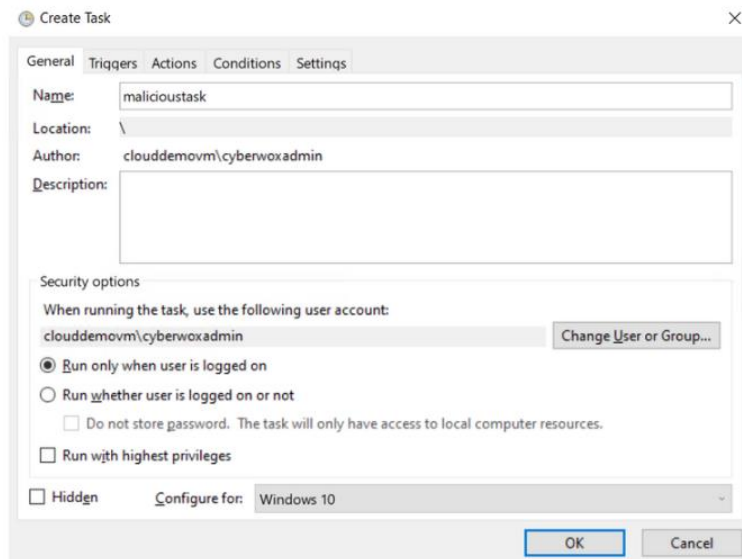 Create Task
General Triggers Actions Conditions Settings
Name: malicioustask
Location: \
Author: clouddemovm\cyberwoxadmin
Description:
Security options
When running the task, use the following user account:
clouddemovm\cyberwoxadmin Change User or Group...
Run only when user is logged on
Run whether user is logged on or not
Do not store password. The task will only have access to local computer resources.
Run with highest privileges
Hidden Configure for: Windows 10
OK Cancel